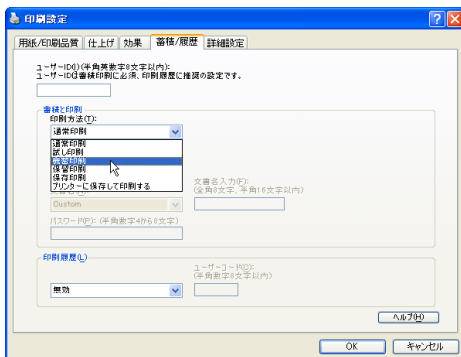 印刷設定
用紙/印刷品質 仕上げ 効果 蓄積/履歴 詳細設定
ユーザーID(I)(半角英数字8文字以内):
ユーザーIDは蓄積印刷に必須、印刷履歴に推奨の設定です。
蓄積と印刷
印刷方法(T):
通常印刷
通常印刷
試し印刷
機密印刷
保留印刷
保存印刷
プリンターに保存して印刷する
文書名入力(F):
(全角8文字、半角16文字以内)
Custom
パスワード(P): (半角数字4から8文字)
印刷履歴(L)
ユーザーコード(C):
(半角数字8文字以内)
無効
ヘルプ(H)
OK キャンセル